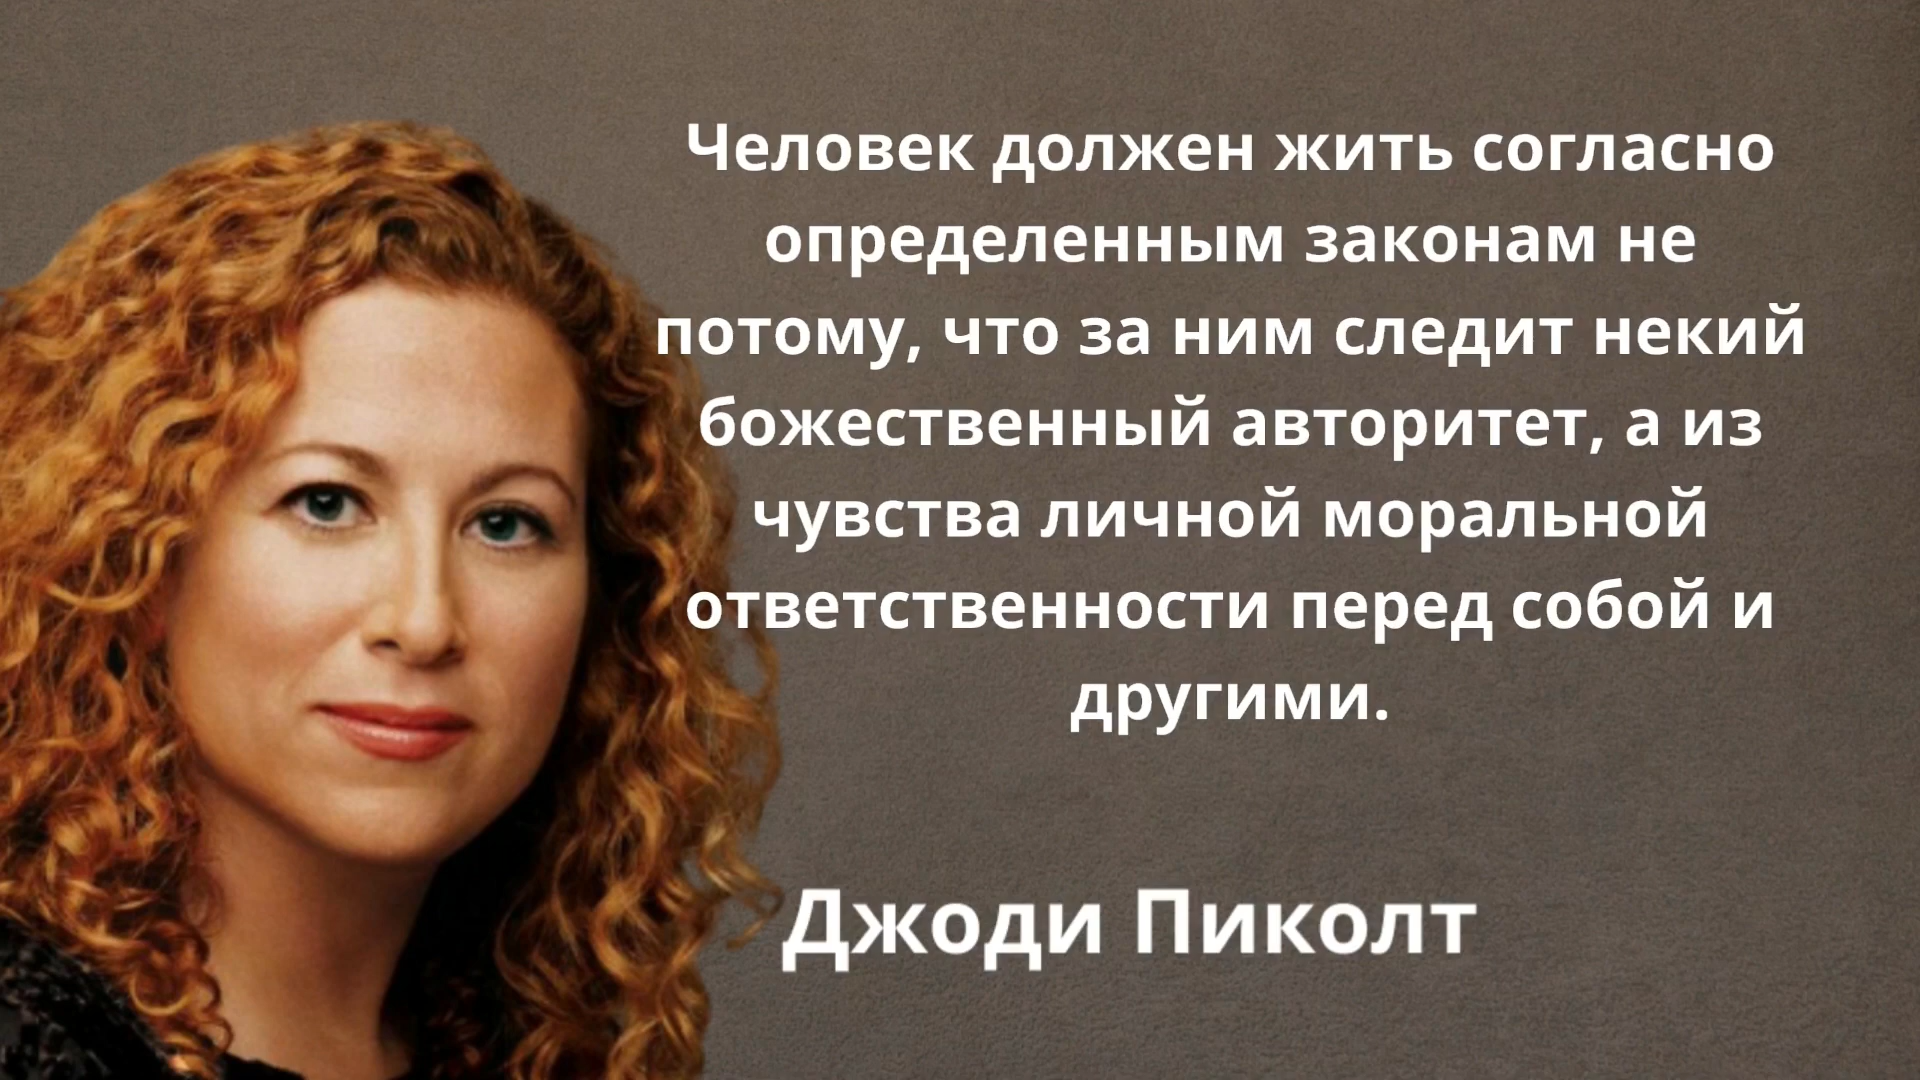 Человек должен жить согласно
определенным законам не
потому, что за ним следит некий
божественный авторитет, а из
чувства личной моральной
ответственности перед собой и
другими.
Джоди Пиколт